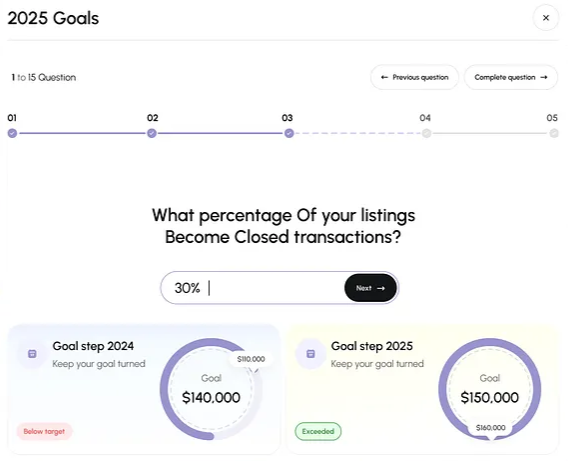 2025 Goals
1 to 15 Question
← Previous question
Complete question →
01
02
03
04
05
What percentage Of your listings
Become Closed transactions?
30%
Next →
Goal step 2024
Keep your goal turned
Below target
$110,000
Goal
$140,000
Goal step 2025
Keep your goal turned
Exceeded
Goal
$150,000
$160,000